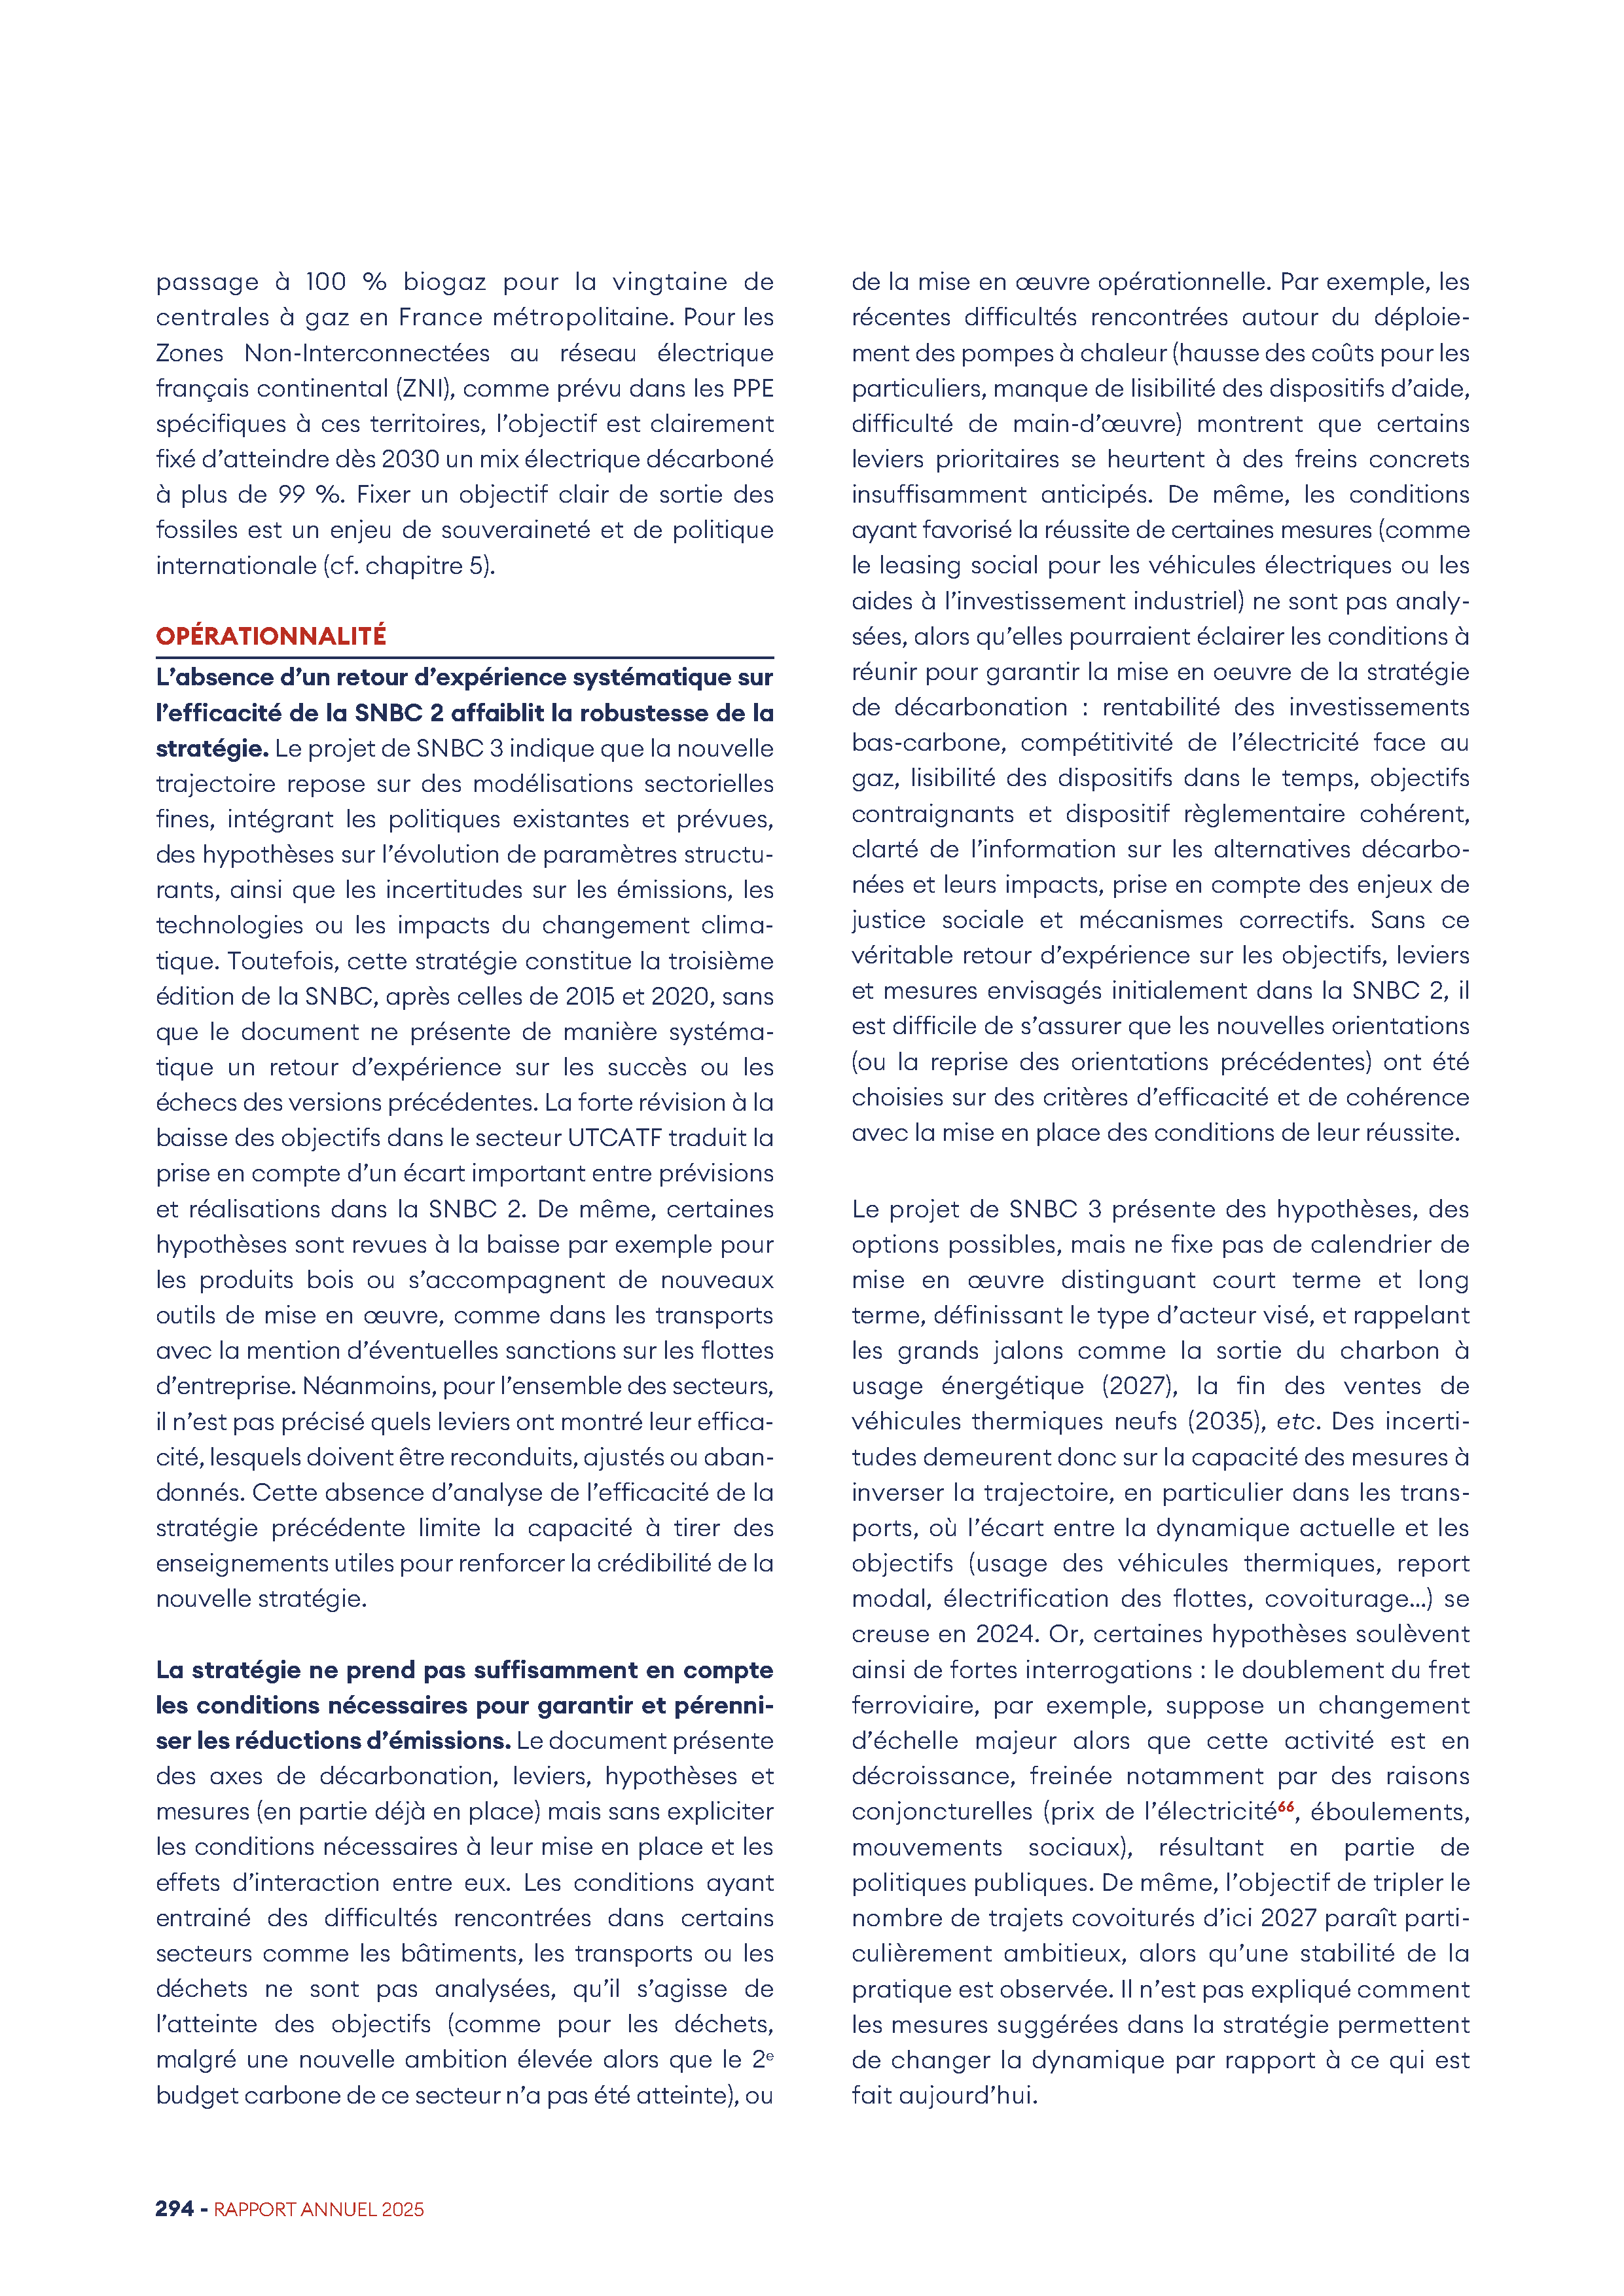 passage à 100 % biogaz pour la vingtaine de
centrales à gaz en France métropolitaine. Pour les
Zones Non-Interconnectées au réseau électrique
français continental (ZNI), comme prévu dans les PPE
spécifiques à ces territoires, l'objectif est clairement
fixé d'atteindre dès 2030 un mix électrique décarboné
à plus de 99 %. Fixer un objectif clair de sortie des
fossiles est un enjeu de souveraineté et de politique
internationale (cf. chapitre 5).
OPÉRATIONNALITÉ
L'absence d'un retour d'expérience systématique sur
l'efficacité de la SNBC 2 affaiblit la robustesse de la
stratégie. Le projet de SNBC 3 indique que la nouvelle
trajectoire repose sur des modélisations sectorielles
fines, intégrant les politiques existantes et prévues,
des hypothèses sur l'évolution de paramètres structu-
rants, ainsi que les incertitudes sur les émissions, les
technologies ou les impacts du changement clima-
tique. Toutefois, cette stratégie constitue la troisième
édition de la SNBC, après celles de 2015 et 2020, sans
que le document ne présente de manière systéma-
tique un retour d'expérience sur les succès ou les
échecs des versions précédentes. La forte révision à la
baisse des objectifs dans le secteur UTCATF traduit la
prise en compte d'un écart important entre prévisions
et réalisations dans la SNBC 2. De même, certaines
hypothèses sont revues à la baisse par exemple pour
les produits bois ou s'accompagnent de nouveaux
outils de mise en œuvre, comme dans les transports
avec la mention d'éventuelles sanctions sur les flottes
d'entreprise. Néanmoins, pour l'ensemble des secteurs,
il n'est pas précisé quels leviers ont montré leur effica-
cité, lesquels doivent être reconduits, ajustés ou aban-
donnés. Cette absence d'analyse de l'efficacité de la
stratégie précédente limite la capacité à tirer des
enseignements utiles pour renforcer la crédibilité de la
nouvelle stratégie.
La stratégie ne prend pas suffisamment en compte
les conditions nécessaires pour garantir et pérenni-
ser les réductions d'émissions. Le document présente
des axes de décarbonation, leviers, hypothèses et
mesures (en partie déjà en place) mais sans expliciter
les conditions nécessaires à leur mise en place et les
effets d'interaction entre eux. Les conditions ayant
entrainé des difficultés rencontrées dans certains
secteurs comme les bâtiments, les transports ou les
déchets ne sont pas analysées, qu'il s'agisse de
l'atteinte des objectifs (comme pour les déchets,
malgré une nouvelle ambition élevée alors que le 2e
budget carbone de ce secteur n'a pas été atteinte), ou
de la mise en œuvre opérationnelle. Par exemple, les
récentes difficultés rencontrées autour du déploie-
ment des pompes à chaleur (hausse des coûts pour les
particuliers, manque de lisibilité des dispositifs d'aide,
difficulté de main-d'œuvre) montrent que certains
leviers prioritaires se heurtent à des freins concrets
insuffisamment anticipés. De même, les conditions
ayant favorisé la réussite de certaines mesures (comme
le leasing social pour les véhicules électriques ou les
aides à l'investissement industriel) ne sont pas analy-
sées, alors qu'elles pourraient éclairer les conditions à
réunir pour garantir la mise en oeuvre de la stratégie
de décarbonation : rentabilité des investissements
bas-carbone, compétitivité de l'électricité face au
gaz, lisibilité des dispositifs dans le temps, objectifs
contraignants et dispositif règlementaire cohérent,
clarté de l'information sur les alternatives décarbo-
nées et leurs impacts, prise en compte des enjeux de
justice sociale et mécanismes correctifs. Sans ce
véritable retour d'expérience sur les objectifs, leviers
et mesures envisagés initialement dans la SNBC 2, il
est difficile de s'assurer que les nouvelles orientations
(ou la reprise des orientations précédentes) ont été
choisies sur des critères d'efficacité et de cohérence
avec la mise en place des conditions de leur réussite.
Le projet de SNBC 3 présente des hypothèses, des
options possibles, mais ne fixe pas de calendrier de
mise en œuvre distinguant court terme et long
terme, définissant le type d'acteur visé, et rappelant
les grands jalons comme la sortie du charbon à
usage énergétique (2027), la fin des ventes de
véhicules thermiques neufs (2035), etc. Des incerti-
tudes demeurent donc sur la capacité des mesures à
inverser la trajectoire, en particulier dans les trans-
ports, où l'écart entre la dynamique actuelle et les
objectifs (usage des véhicules thermiques, report
modal, électrification des flottes, covoiturage…) se
creuse en 2024. Or, certaines hypothèses soulèvent
ainsi de fortes interrogations : le doublement du fret
ferroviaire, par exemple, suppose un changement
d'échelle majeur alors que cette activité est en
décroissance, freinée notamment par des raisons
conjoncturelles (prix de l'électricité66, éboulements,
mouvements sociaux), résultant en partie de
politiques publiques. De même, l'objectif de tripler le
nombre de trajets covoiturés d'ici 2027 paraît parti-
culièrement ambitieux, alors qu'une stabilité de la
pratique est observée. Il n'est pas expliqué comment
les mesures suggérées dans la stratégie permettent
de changer la dynamique par rapport à ce qui est
fait aujourd'hui.
294 - RAPPORT ANNUEL 2025